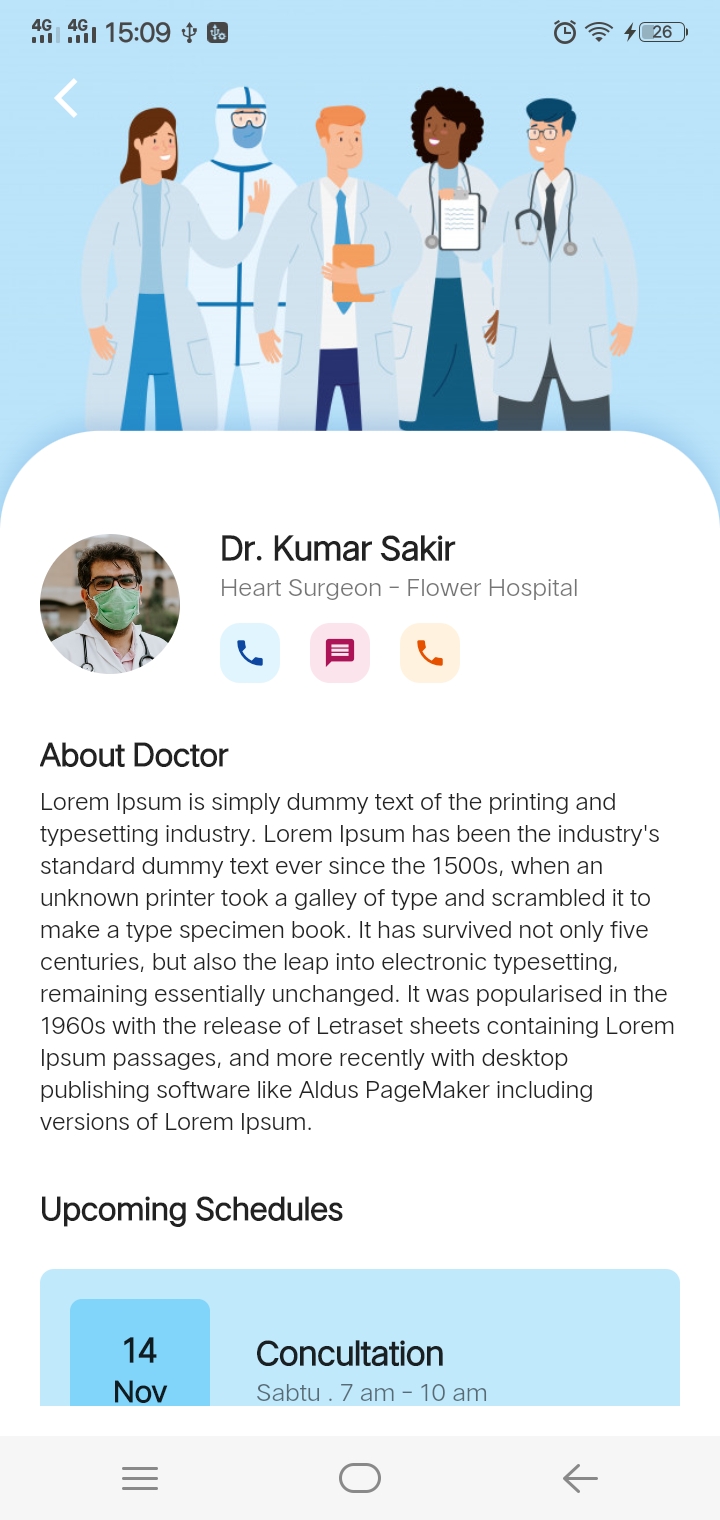 4G 4G 15:09 26
Dr. Kumar Sakir
Heart Surgeon - Flower Hospital
About Doctor
Lorem Ipsum is simply dummy text of the printing and
typesetting industry. Lorem Ipsum has been the industry's
standard dummy text ever since the 1500s, when an
unknown printer took a galley of type and scrambled it to
make a type specimen book. It has survived not only five
centuries, but also the leap into electronic typesetting,
remaining essentially unchanged. It was popularised in the
1960s with the release of Letraset sheets containing Lorem
Ipsum passages, and more recently with desktop
publishing software like Aldus PageMaker including
versions of Lorem Ipsum.
Upcoming Schedules
14
Nov
Concultation
Sabtu . 7 am - 10 am